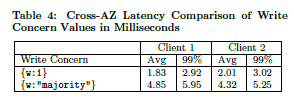 Table 4: Cross-AZ Latency Comparison of Write
Concern Values in Milliseconds
Client 1 Client 2
Write Concern Avg 99% Avg 99%
{w:1} 1.83 2.92 2.01 3.02
{w:"majority"} 4.85 5.95 4.32 5.25